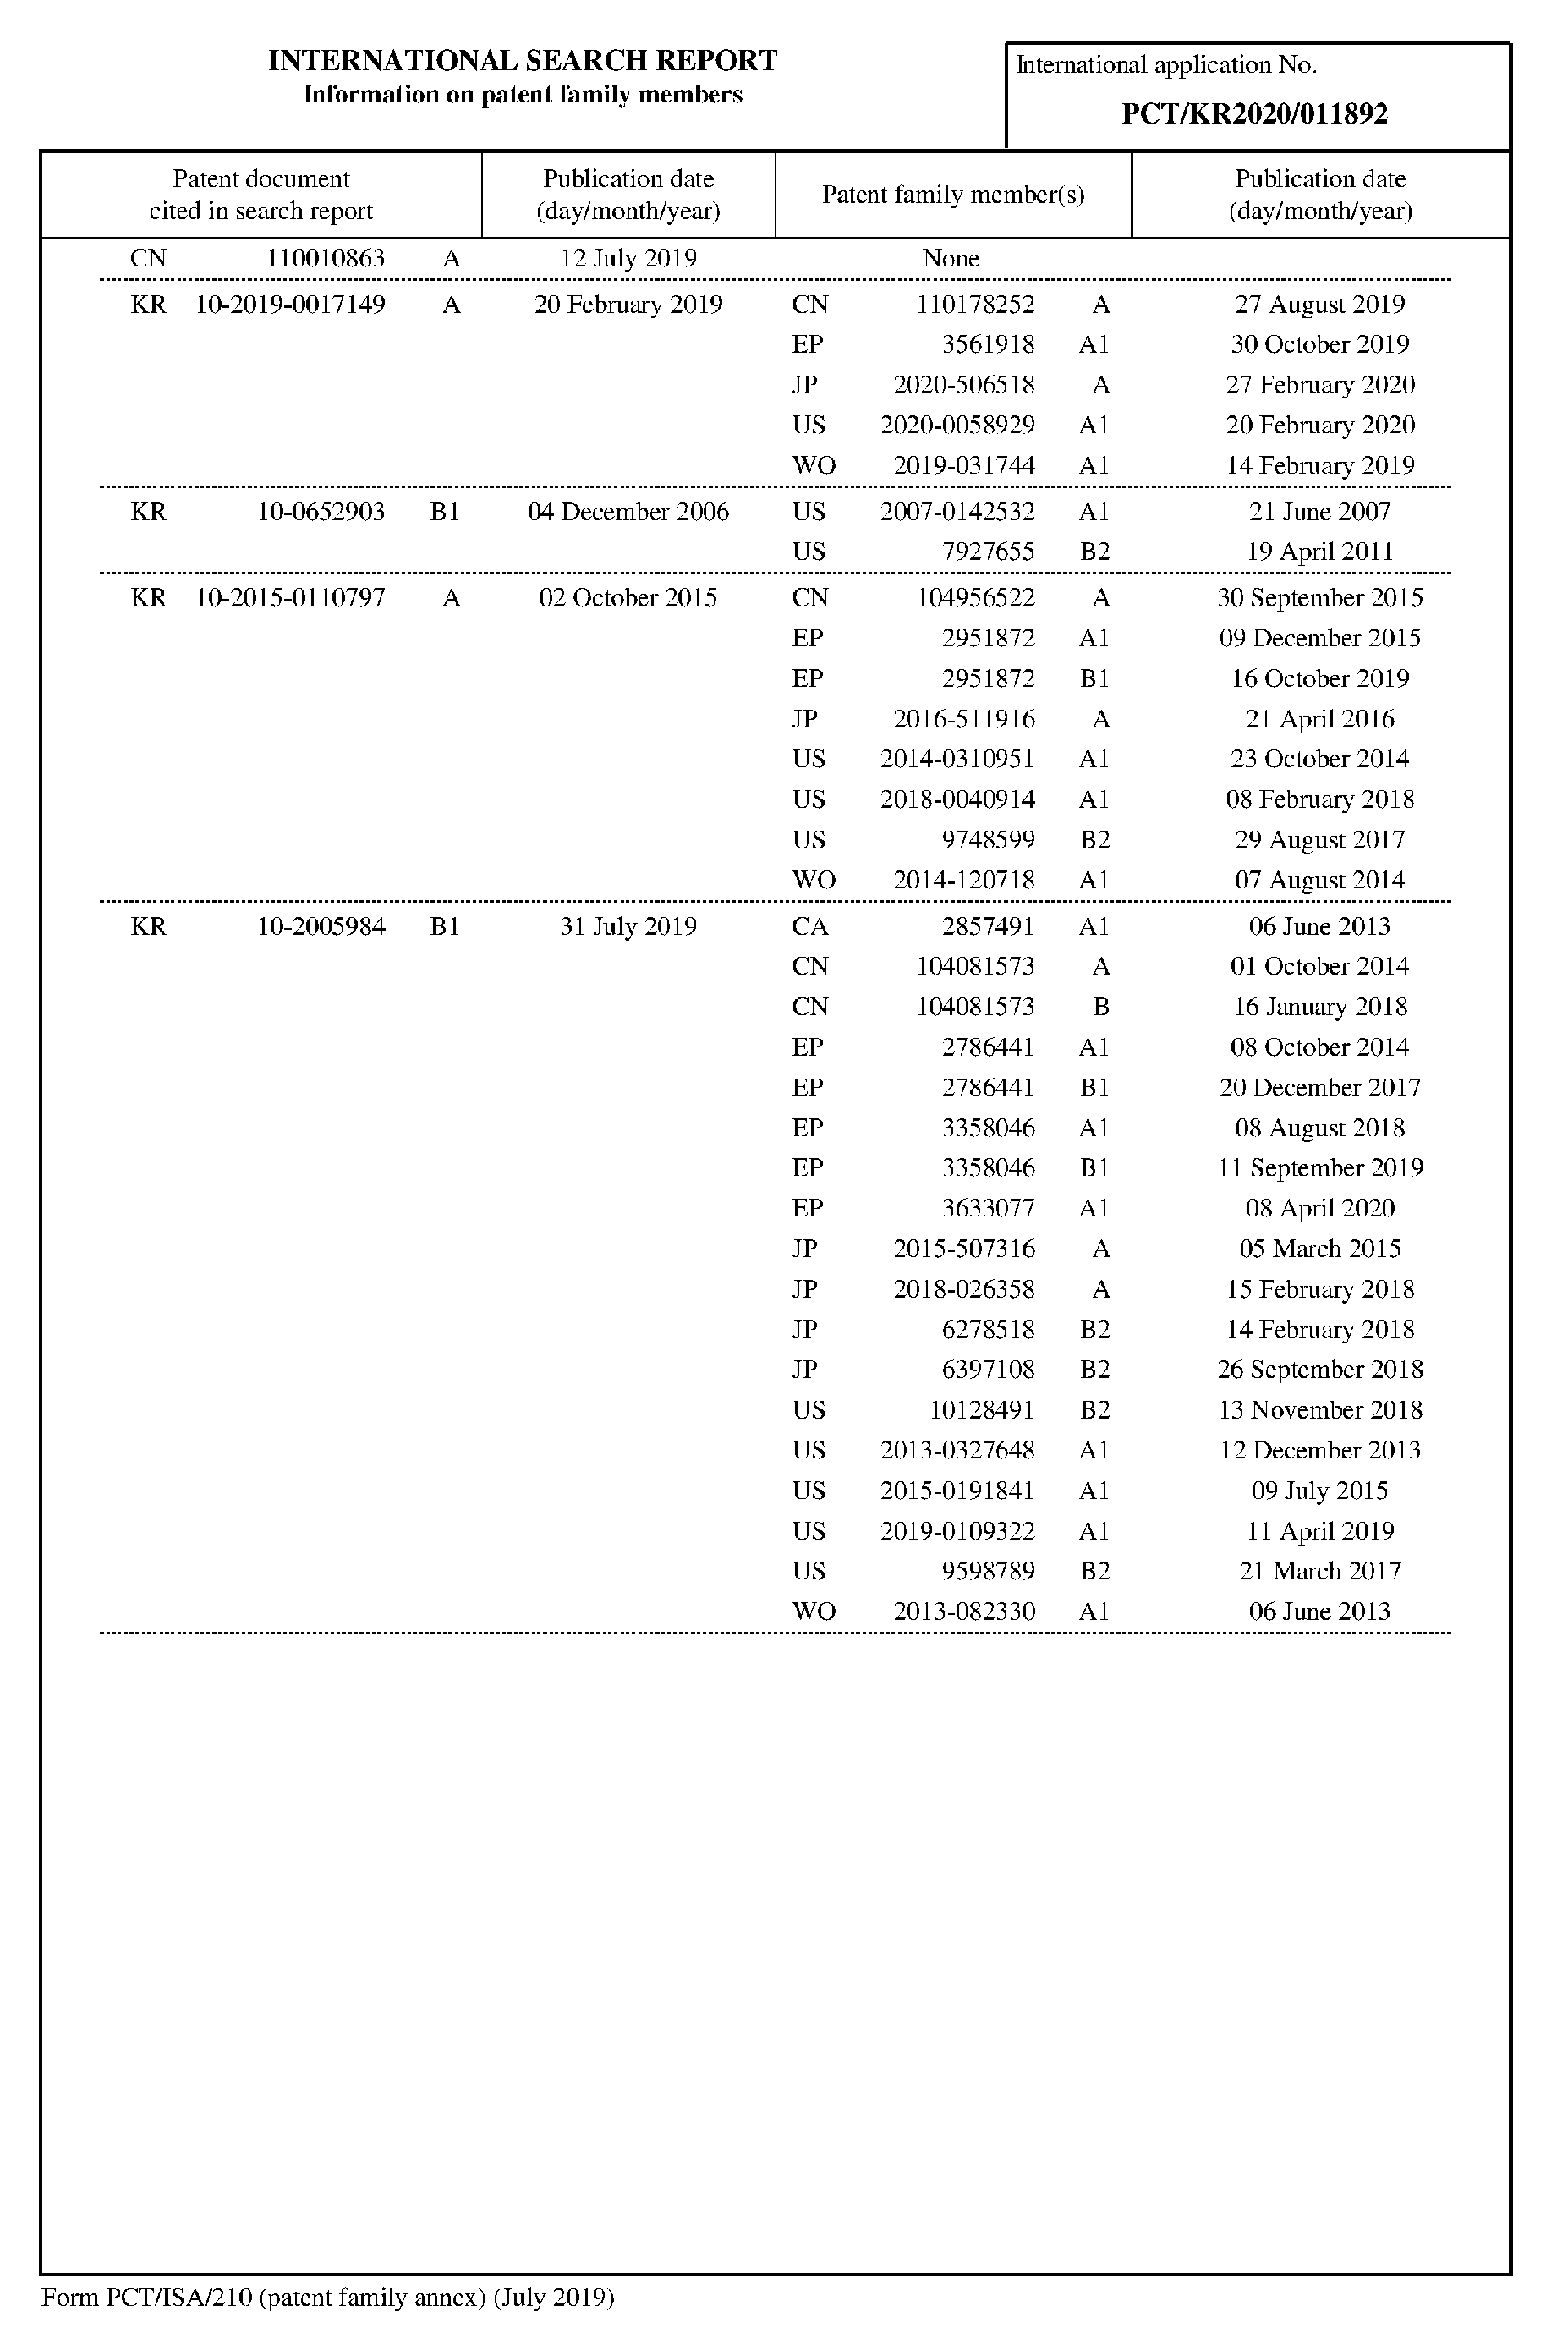 INTERNATIONAL SEARCH REPORT
Information on patent family members
International application No.
PCT/KR2020/011892
Patent document
cited in search report
Publication date
(day/month/year)
Patent family member(s)
Publication date
(day/month/year)
CN 110010863 A 12 July 2019 None
KR 10-2019-0017149 A 20 February 2019 CN 110178252 A 27 August 2019
EP 3561918 A1 30 October 2019
JP 2020-506518 A 27 February 2020
US 2020-0058929 A1 20 February 2020
WO 2019-031744 A1 14 February 2019
KR 10-0652903 B1 04 December 2006 US 2007-0142532 A1 21 June 2007
US 7927655 B2 19 April 2011
KR 10-2015-0110797 A 02 October 2015 CN 104956522 A 30 September 2015
EP 2951872 A1 09 December 2015
EP 2951872 B1 16 October 2019
JP 2016-511916 A 21 April 2016
US 2014-0310951 A1 23 October 2014
US 2018-0040914 A1 08 February 2018
US 9748599 B2 29 August 2017
WO 2014-120718 A1 07 August 2014
KR 10-2005984 B1 31 July 2019 CA 2857491 A1 06 June 2013
CN 104081573 A 01 October 2014
CN 104081573 B 16 January 2018
EP 2786441 A1 08 October 2014
EP 2786441 B1 20 December 2017
EP 3358046 A1 08 August 2018
EP 3358046 B1 11 September 2019
EP 3633077 A1 08 April 2020
JP 2015-507316 A 05 March 2015
JP 2018-026358 A 15 February 2018
JP 6278518 B2 14 February 2018
JP 6397108 B2 26 September 2018
US 10128491 B2 13 November 2018
US 2013-0327648 A1 12 December 2013
US 2015-0191841 A1 09 July 2015
US 2019-0109322 A1 11 April 2019
US 9598789 B2 21 March 2017
WO 2013-082330 A1 06 June 2013
Form PCT/ISA/210 (patent family annex) (July 2019)